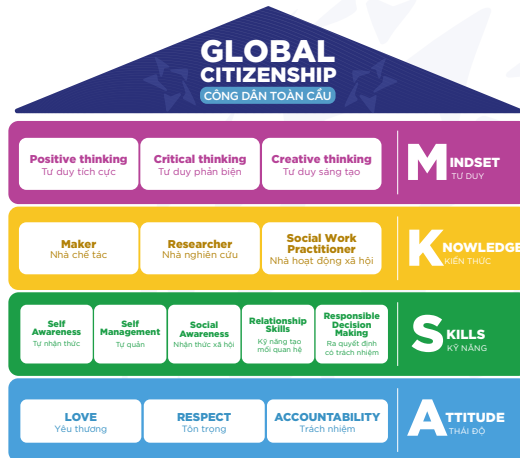 GLOBAL
CITIZENSHIP
CÔNG DÂN TOÀN CẦU
Positive thinking
Tư duy tích cực
Critical thinking
Tư duy phản biện
Creative thinking
Tư duy sáng tạo
MINDSET
TƯ DUY
Maker
Nhà chế tác
Researcher
Nhà nghiên cứu
Social Work
Practitioner
Nhà hoạt động xã hội
KNOWLEDGE
KIẾN THỨC
Self
Awareness
Tự nhận thức
Self
Management
Tự quản
Social
Awareness
Nhận thức xã hội
Relationship
Skills
Kỹ năng tạo
mối quan hệ
Responsible
Decision
Making
Ra quyết định
có trách nhiệm
SKILLS
KỸ NĂNG
LOVE
Yêu thương
RESPECT
Tôn trọng
ACCOUNTABILITY
Trách nhiệm
ATTITUDE
THÁI ĐỘ